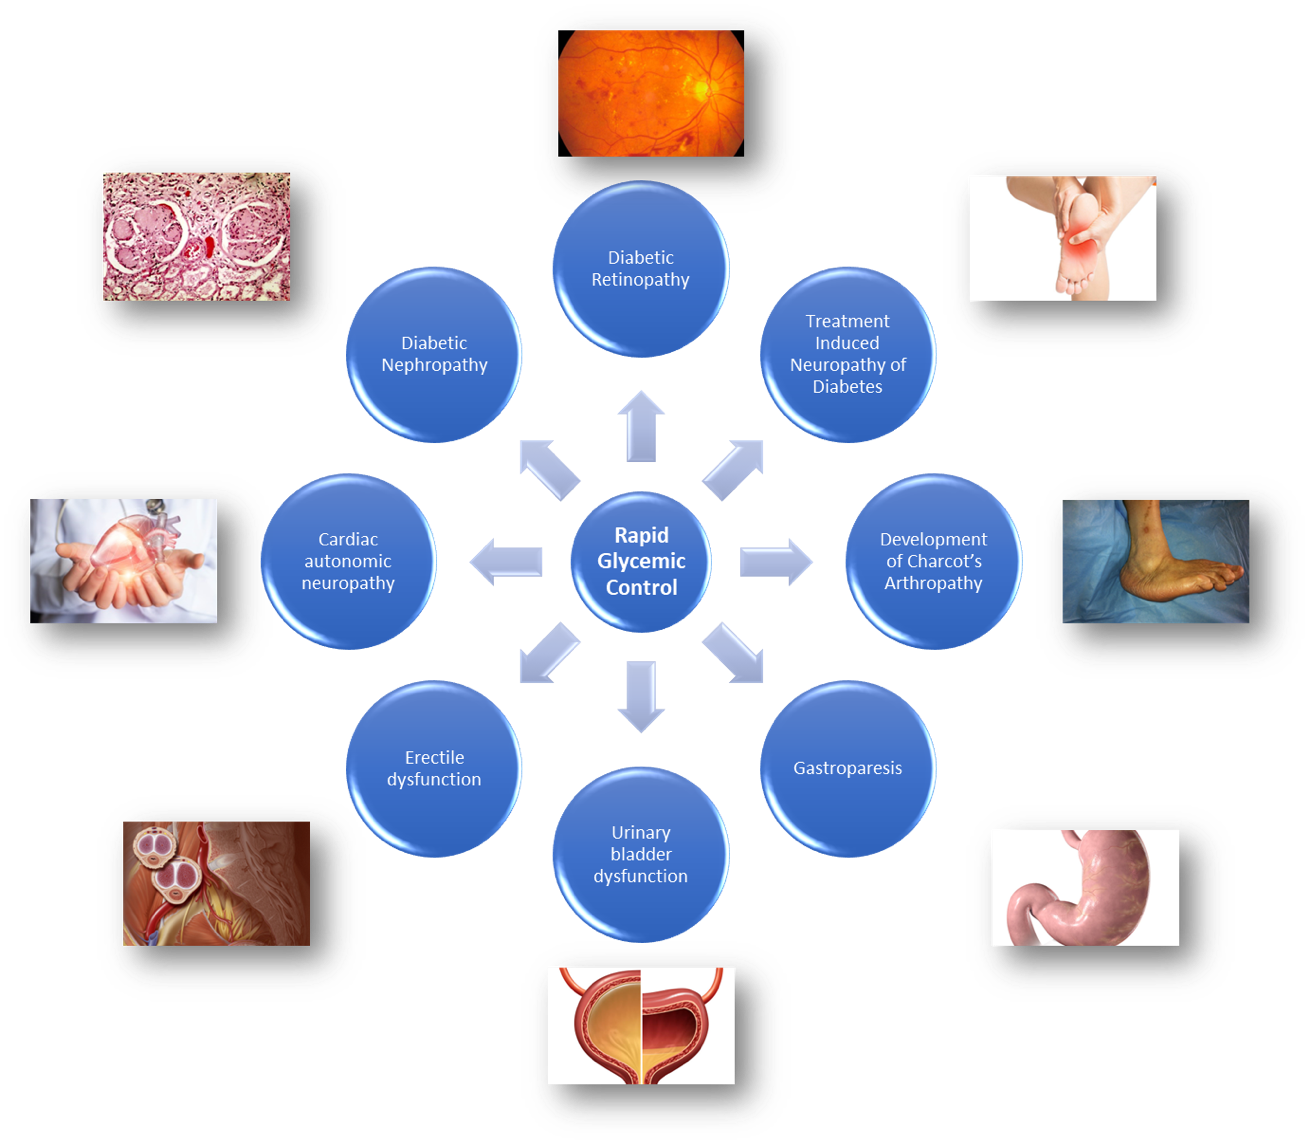 Diabetic
Retinopathy
Treatment
Induced
Neuropathy of
Diabetes
Diabetic
Nephropathy
Rapid
Glycemic
Control
Development
of Charcot's
Arthropathy
Cardiac
autonomic
neuropathy
Gastroparesis
Erectile
dysfunction
Urinary
bladder
dysfunction